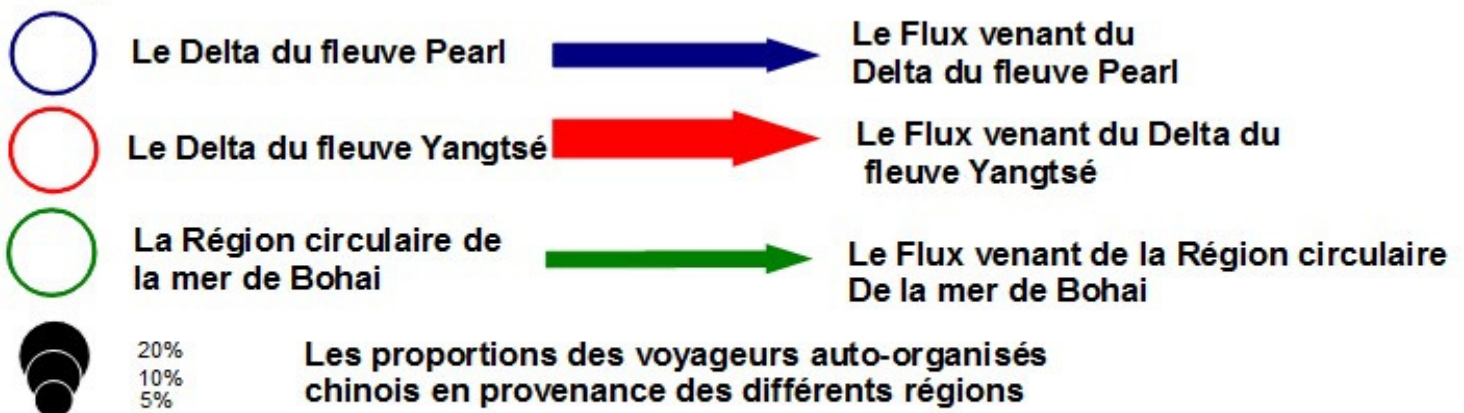 Le Delta du fleuve Pearl
Le Flux venant du
Delta du fleuve Pearl
Le Delta du fleuve Yangtsé
Le Flux venant du Delta du
fleuve Yangtsé
La Région circulaire de
la mer de Bohai
Le Flux venant de la Région circulaire
De la mer de Bohai
20%
10%
5%
Les proportions des voyageurs auto-organisés
chinois en provenance des différents régions